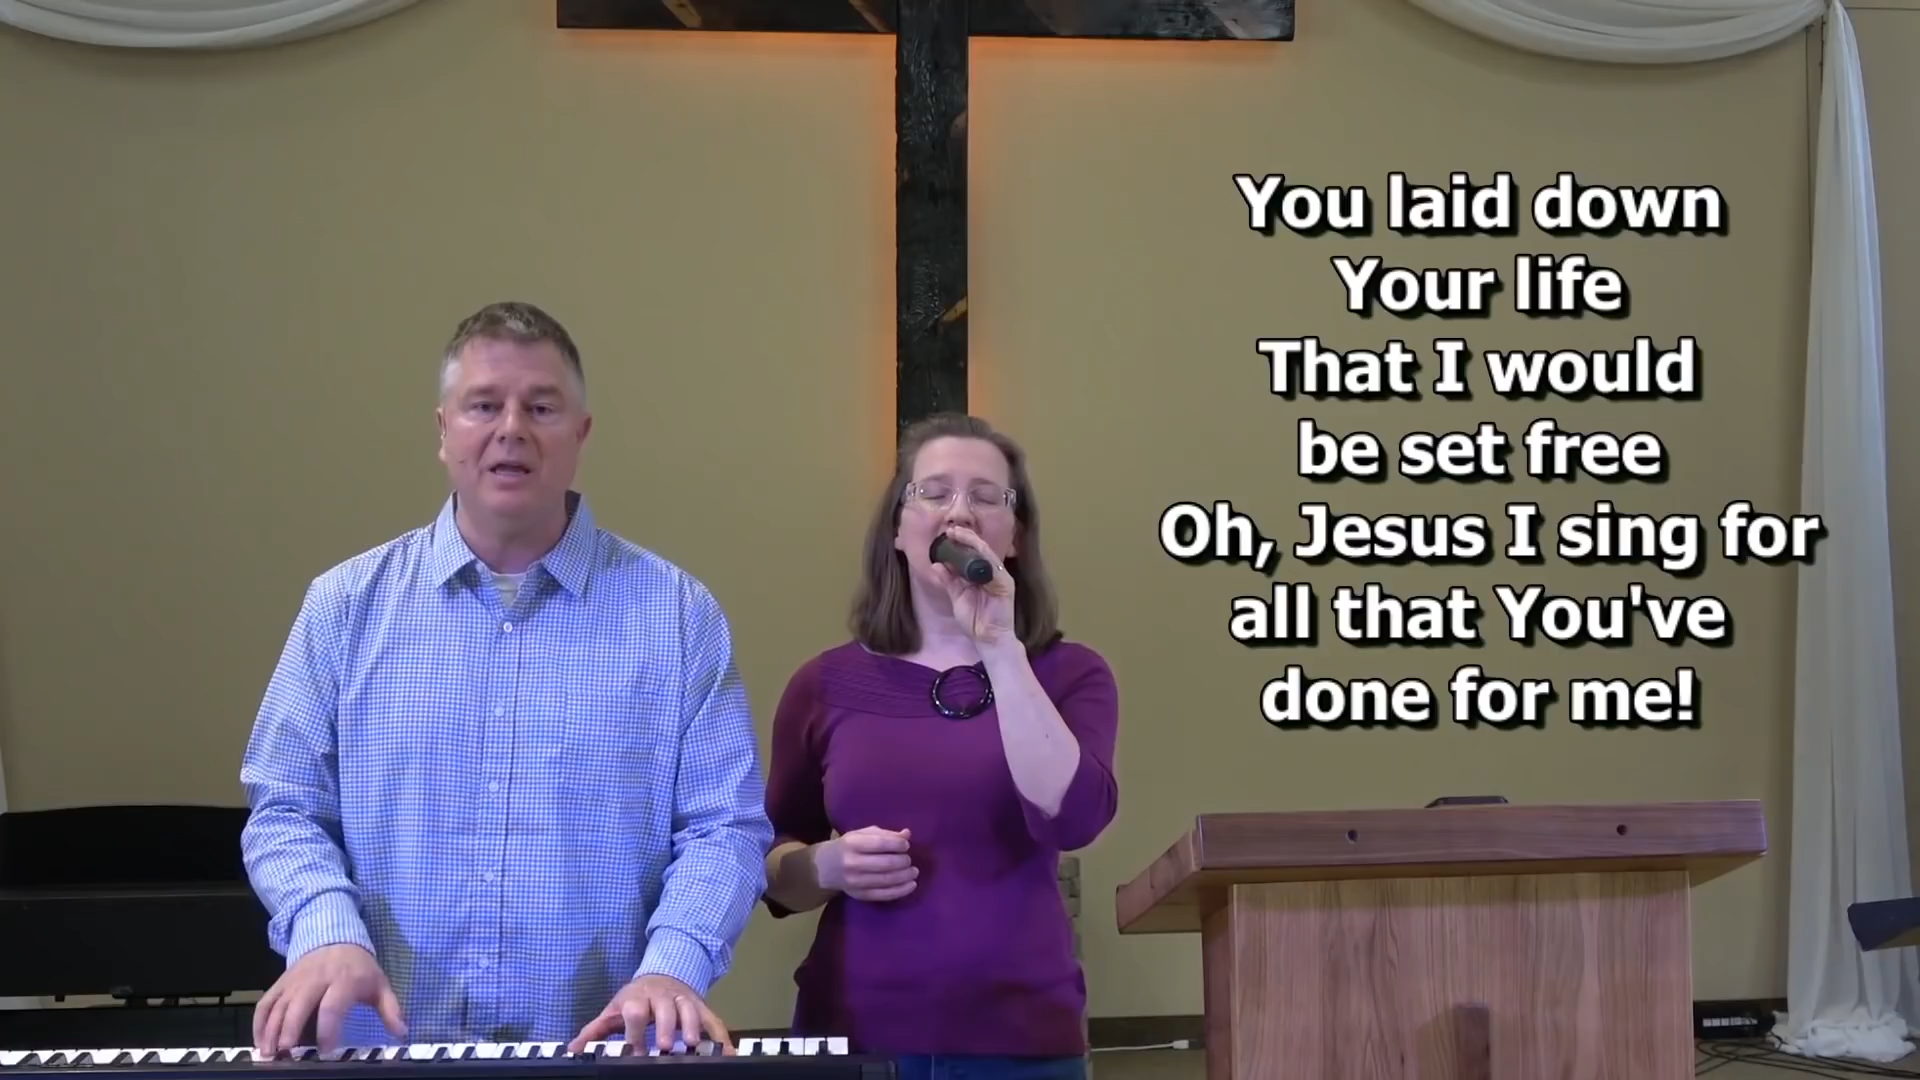 You laid down
Your life
That I would
be set free
Oh, Jesus I sing for
all that You've
done for me!